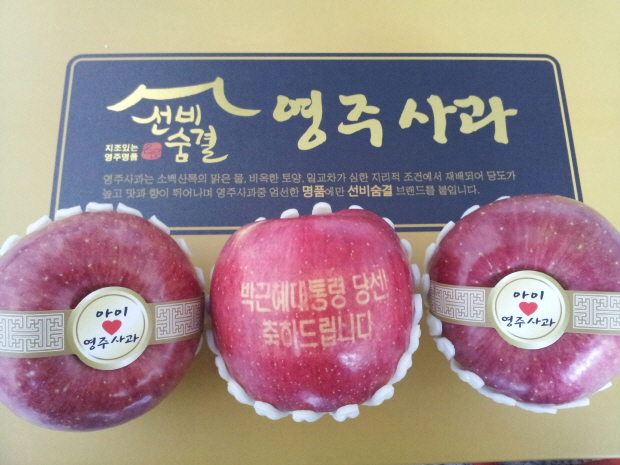 선비
숨결
지조있는
영주명품
영주사과
영주사과는 소백산록의 맑은 물, 비옥한 토양, 일교차가 심한 지리적 조건에서 재배되어 당도가
높고 맛과 향이 뛰어나며 영주사과중 엄선한 명품에만 선비숨결 브랜드를 붙입니다.
아이
영주사과
박근혜대통령 당선
축하드립니다
아이
영주사과